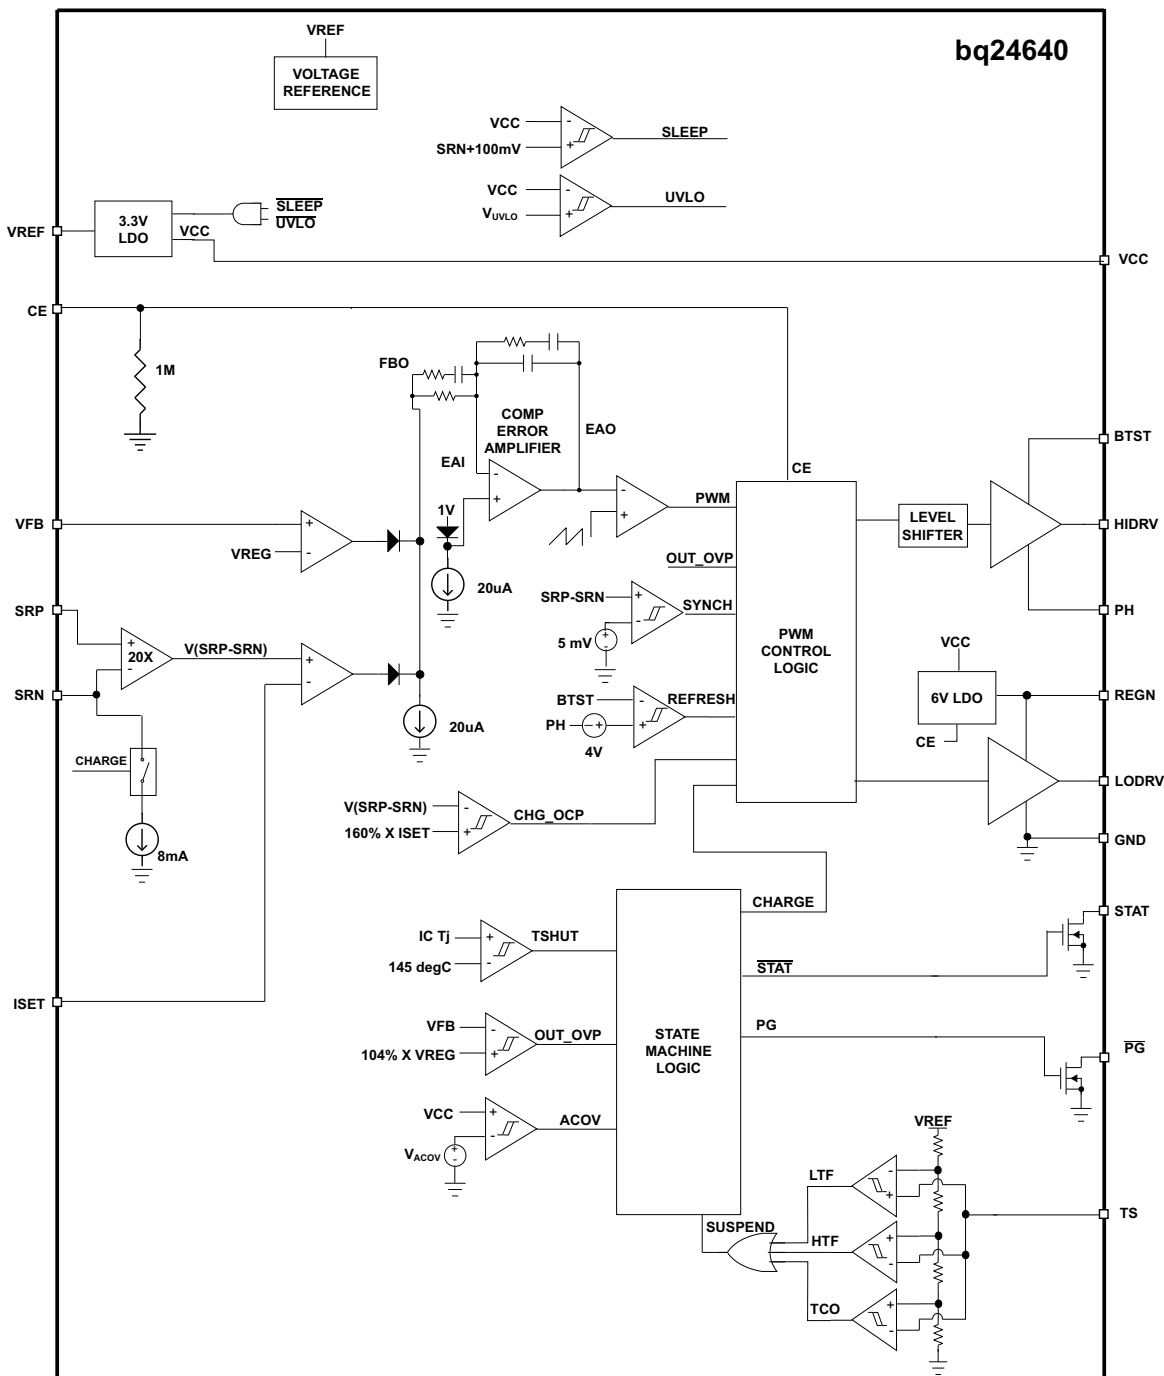 bq24640
VREF
VOLTAGE
REFERENCE
VCC
SRN+100mV
-
+
SLEEP
VCC
VUVLO
-
+
UVLO
VREF
3.3V
LDO
VCC
SLEEP
UVLO
VCC
CE
1M
FBO
COMP
ERROR
AMPLIFIER
EAI
EAO
-
+
1V
20uA
-
+
PWM
CE
VFB
VREG
+
-
SRP
SRN
+
20X
-
V(SRP-SRN)
+
-
20uA
CHARGE
8mA
OUT_OVP
SRP-SRN
+
-
SYNCH
5 mV
+
-
BTST
PH
- +
4V
-
+
REFRESH
V(SRP-SRN)
160% X ISET
-
+
CHG_OCP
PWM
CONTROL
LOGIC
LEVEL
SHIFTER
BTST
HIDRV
PH
VCC
6V LDO
CE
REGN
LODRV
GND
ISET
IC Tj
145 degC
+
-
TSHUT
VFB
104% X VREG
-
+
OUT_OVP
VCC
VACOV
+
-
+
-
ACOV
STATE
MACHINE
LOGIC
CHARGE
STAT
STAT
PG
PG
SUSPEND
VREF
LTF
-
+
HTF
+
-
TCO
+
-
TS